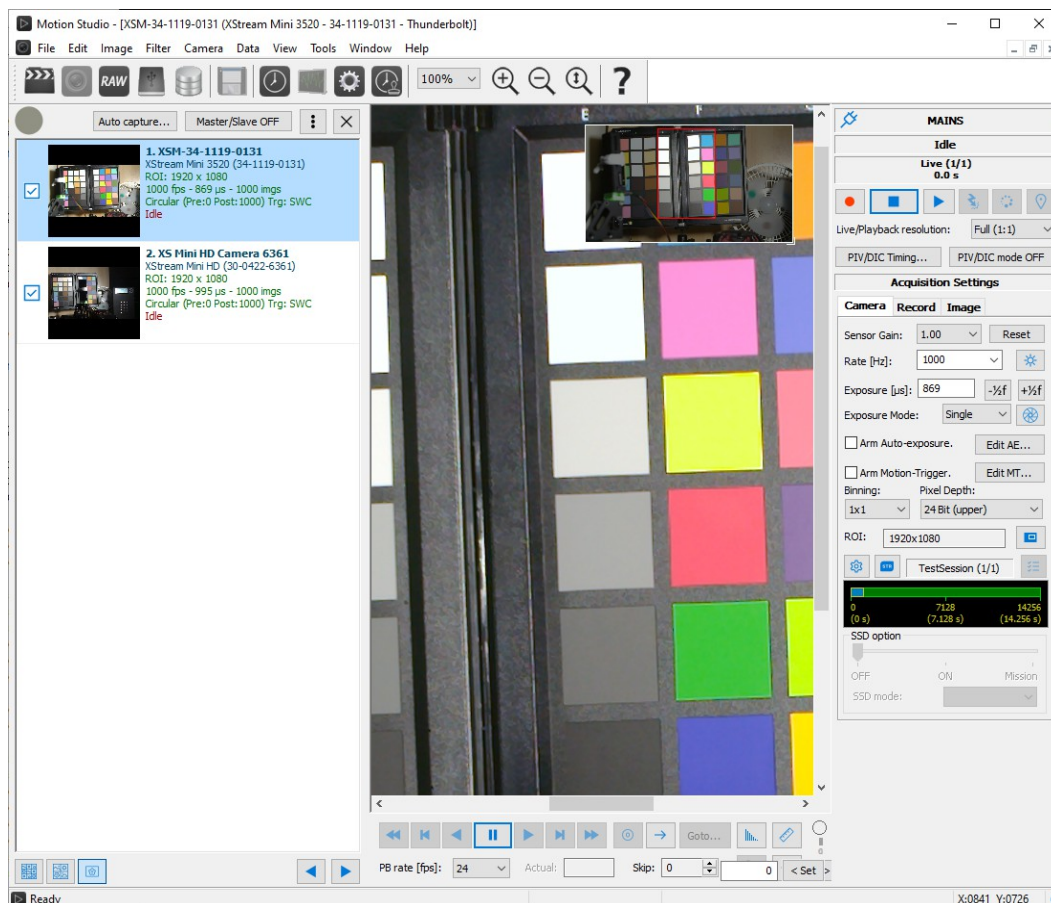 Motion Studio - [XSM-34-1119-0131 (XStream Mini 3520 - 34-1119-0131 - Thunderbolt)]
File Edit Image Filter Camera Data View Tools Window Help
RAW 100% ?
Auto capture... Master/Slave OFF
1. XSM-34-1119-0131
XStream Mini 3520 (34-1119-0131)
ROI: 1920 x 1080
1000 fps - 869 µs - 1000 imgs
Circular (Pre:0 Post:1000) Trg: SWC
Idle
2. XS Mini HD Camera 6361
XStream Mini HD (30-0422-6361)
ROI: 1920 x 1080
1000 fps - 995 µs - 1000 imgs
Circular (Pre:0 Post:1000) Trg: SWC
Idle
E F
MAINS
Idle
Live (1/1)
0.0 s
Live/Playback resolution: Full (1:1)
PIV/DIC Timing... PIV/DIC mode OFF
Acquisition Settings
Camera Record Image
Sensor Gain: 1.00 Reset
Rate [Hz]: 1000
Exposure [µs]: 869 -½f +½f
Exposure Mode: Single
Arm Auto-exposure. Edit AE...
Arm Motion-Trigger. Edit MT...
Binning: Pixel Depth:
1x1 24 Bit (upper)
ROI: 1920x1080
STD TestSession (1/1)
0 7128 14256
(0 s) (7.128 s) (14.256 s)
SSD option
OFF ON Mission
SSD mode:
Goto...
PB rate [fps]: 24 Actual: Skip: 0 0 < Set >
Ready X:0841 Y:0726